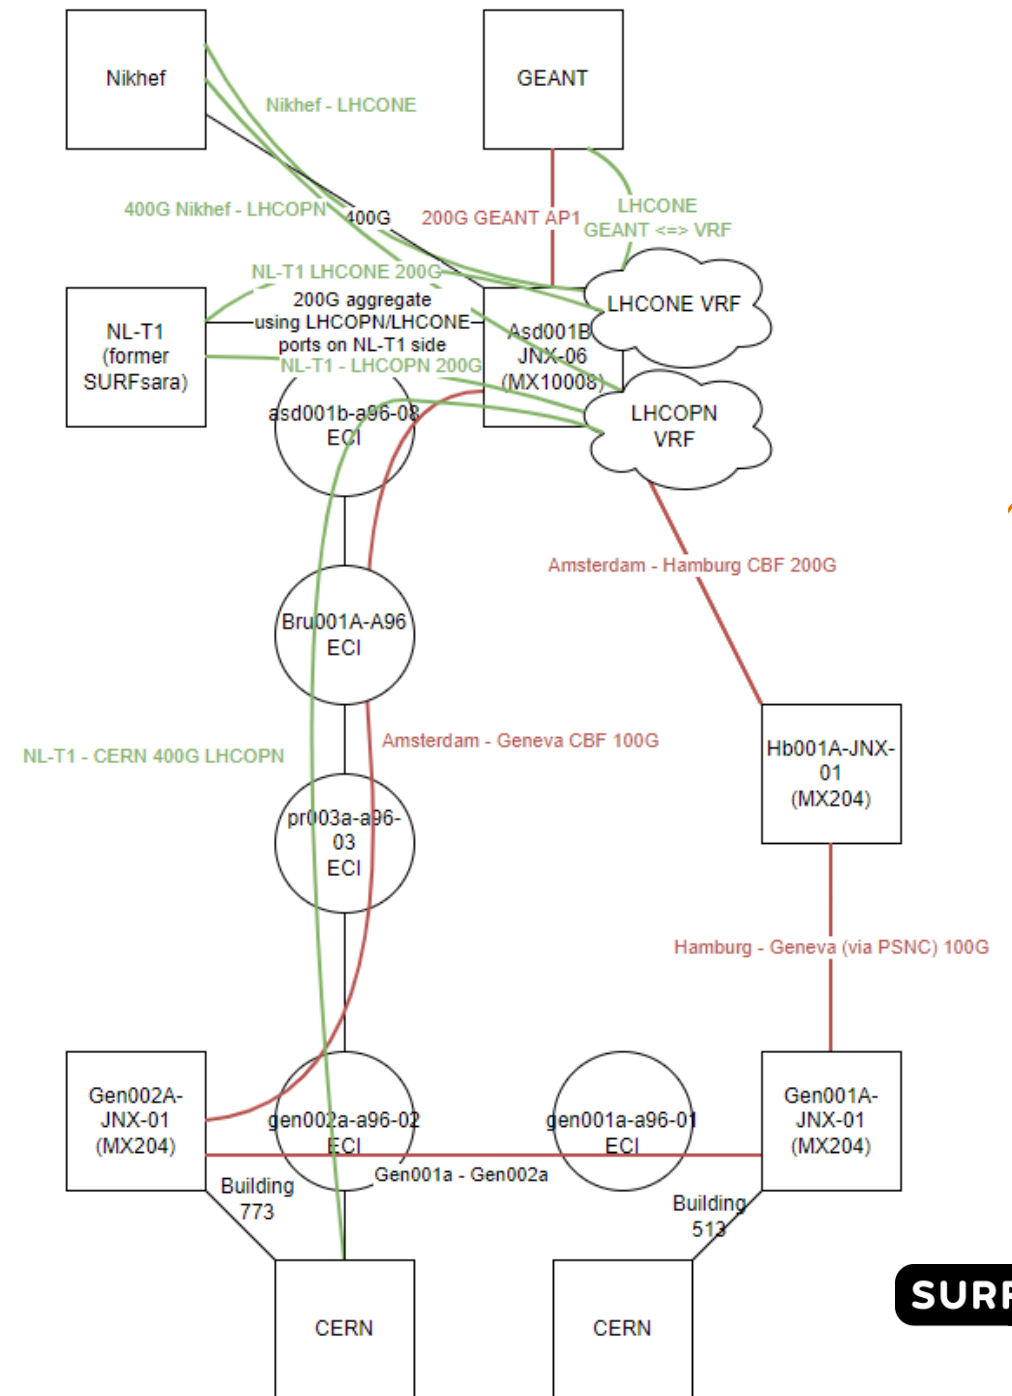 Nikhef
GEANT
Nikhef - LHCONE
400G Nikhef - LHCOPN
400G
200G GEANT AP1
LHCONE
GEANT <=> VRF
NL-T1 LHCONE 200G
LHCONE VRF
NL-T1
(former
SURFsara)
200G aggregate
using LHCOPN/LHCONE
ports on NL-T1 side
NL-T1 - LHCOPN 200G
Asd001B
JNX-06
(MX10008)
asd001b-a96-08
ECI
LHCOPN
VRF
Amsterdam - Hamburg CBF 200G
Bru001A-A96
ECI
NL-T1 - CERN 400G LHCOPN
Amsterdam - Geneva CBF 100G
Hb001A-JNX-
01
(MX204)
pr003a-a96-
03
ECI
Hamburg - Geneva (via PSNC) 100G
Gen002A-
JNX-01
(MX204)
gen002a-a96-02
ECI
gen001a-a96-01
ECI
Gen001A-
JNX-01
(MX204)
Gen001a - Gen002a
Building
773
Building
513
CERN
CERN
SURF